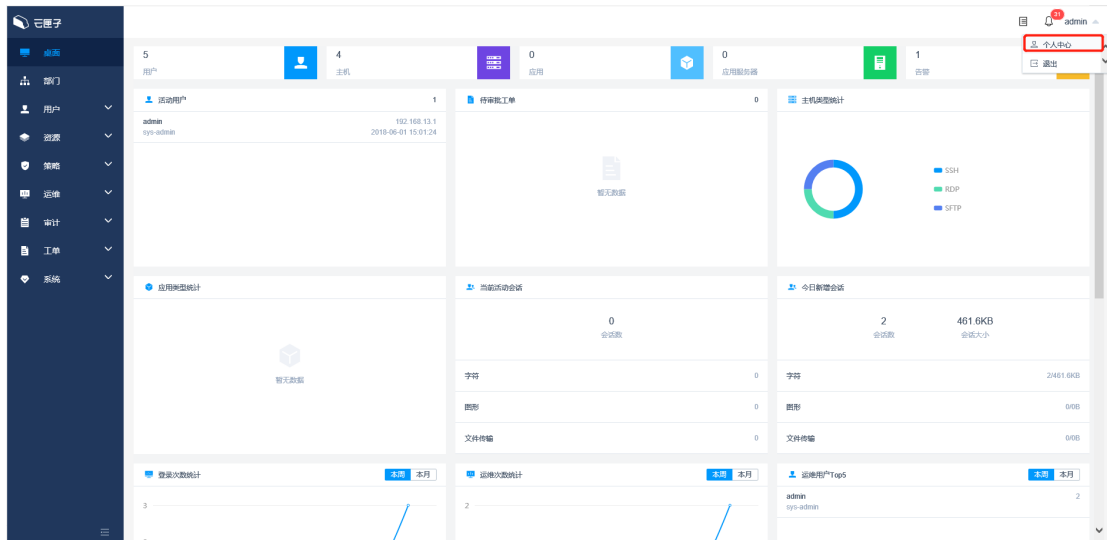 云匣子
31
admin
个人中心
退出
桌面
部门
用户
资源
策略
运维
审计
工单
系统
5
用户
4
主机
0
应用
0
应用服务器
1
告警
活动用户 1
admin 192.168.13.1
sys-admin 2018-06-01 15:01:24
待审批工单 0
暂无数据
主机类型统计
SSH
RDP
SFTP
应用类型统计
暂无数据
当前活动会话
0
会话数
字符 0
图形 0
文件传输 0
今日新增会话
2 461.6KB
会话数 会话大小
字符 2/461.6KB
图形 0/0B
文件传输 0/0B
登录次数统计 本周 本月
3
运维次数统计 本周 本月
2
运维用户Top5 本周 本月
admin 2
sys-admin